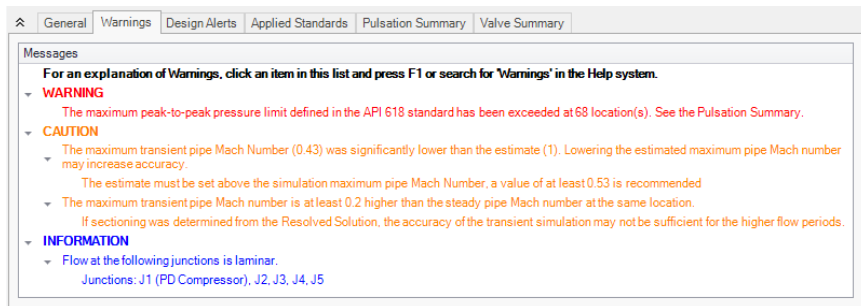 General Warnings Design Alerts Applied Standards Pulsation Summary Valve Summary
Messages
For an explanation of Warnings, click an item in this list and press F1 or search for 'Warnings' in the Help system.
WARNING
The maximum peak-to-peak pressure limit defined in the API 618 standard has been exceeded at 68 location(s). See the Pulsation Summary.
CAUTION
The maximum transient pipe Mach Number (0.43) was significantly lower than the estimate (1). Lowering the estimated maximum pipe Mach number
may increase accuracy.
The estimate must be set above the simulation maximum pipe Mach Number, a value of at least 0.53 is recommended
The maximum transient pipe Mach number is at least 0.2 higher than the steady pipe Mach number at the same location.
If sectioning was determined from the Resolved Solution, the accuracy of the transient simulation may not be sufficient for the higher flow periods.
INFORMATION
Flow at the following junctions is laminar.
Junctions: J1 (PD Compressor), J2, J3, J4, J5